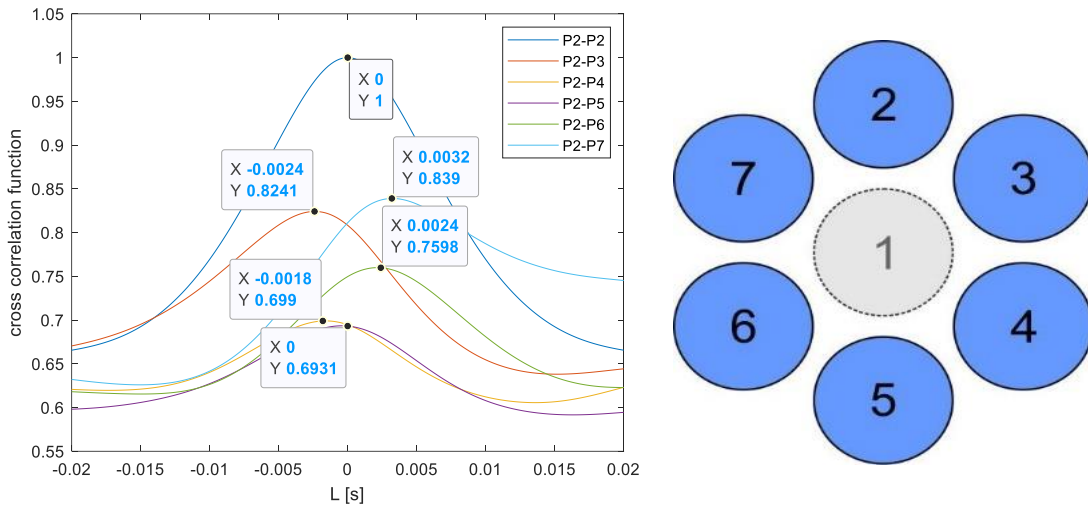 1.05
1
0.95
0.9
0.85
0.8
0.75
0.7
0.65
0.6
0.55
cross correlation function
-0.02
-0.015
-0.01
-0.005
0
0.005
0.01
0.015
0.02
L [s]
P2-P2
P2-P3
P2-P4
P2-P5
P2-P6
P2-P7
X 0
Y 1
X -0.0024
Y 0.8241
X 0.0032
Y 0.839
X 0.0024
Y 0.7598
X -0.0018
Y 0.699
X 0
Y 0.6931
2
7
3
1
6
4
5